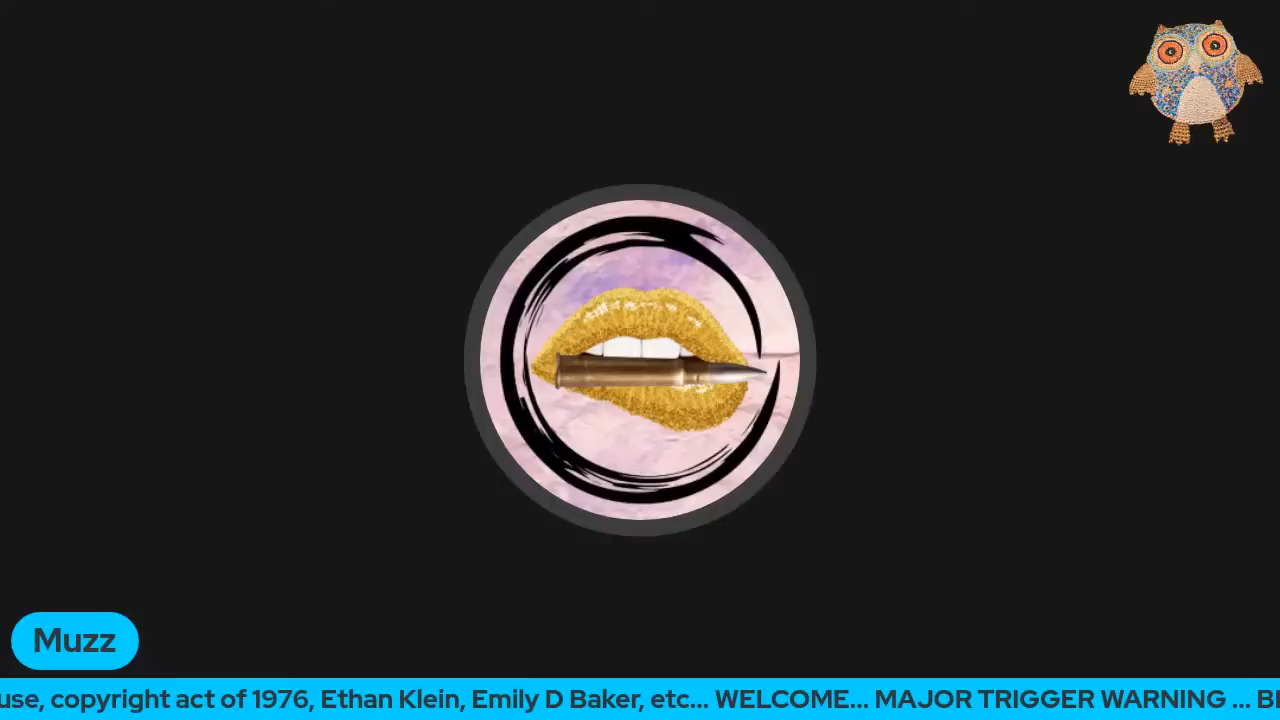 Muzz
use, copyright act of 1976, Ethan Klein, Emily D Baker, etc... WELCOME... MAJOR TRIGGER WARNING ...